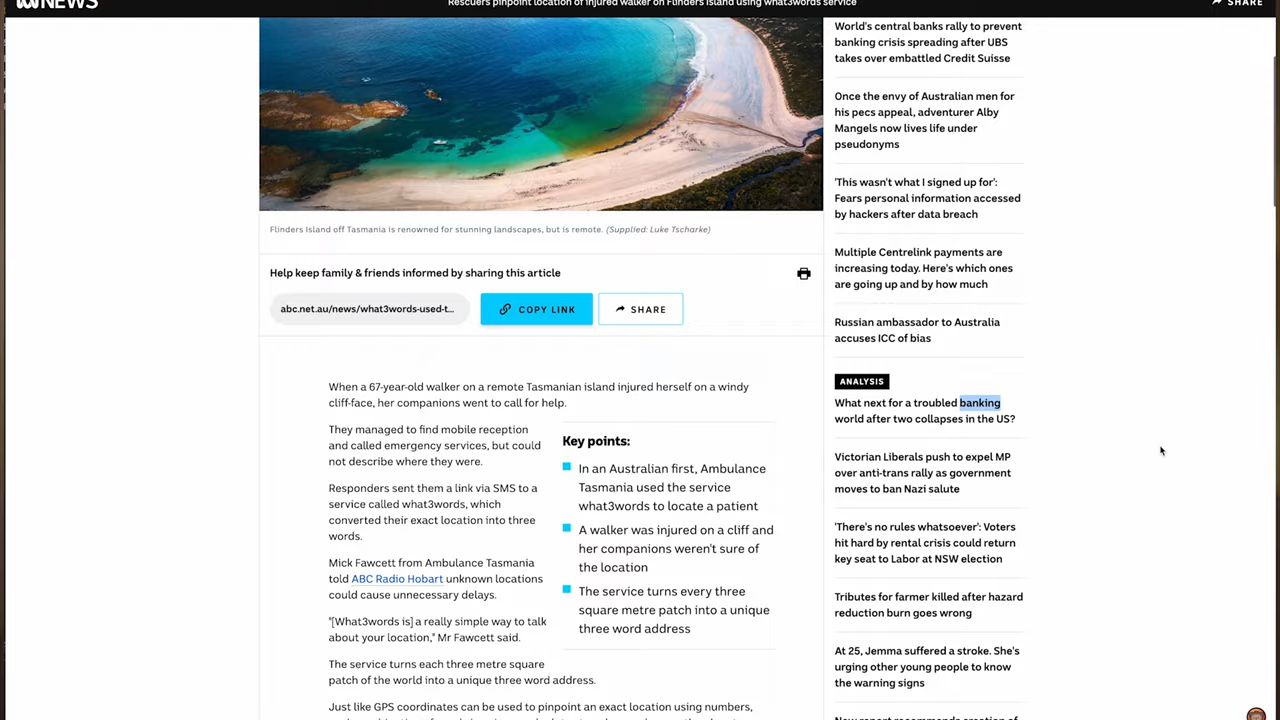 NEWS
Rescuers pinpoint location of injured walker on Flinders Island using what3words service
SHARE
Flinders Island off Tasmania is renowned for stunning landscapes, but is remote. (Supplied: Luke Tscharke)
Help keep family & friends informed by sharing this article
abc.net.au/news/what3words-used-t...
COPY LINK
SHARE
When a 67-year-old walker on a remote Tasmanian island injured herself on a windy
cliff-face, her companions went to call for help.
They managed to find mobile reception
and called emergency services, but could
not describe where they were.
Responders sent them a link via SMS to a
service called what3words, which
converted their exact location into three
words.
Mick Fawcett from Ambulance Tasmania
told ABC Radio Hobart unknown locations
could cause unnecessary delays.
"[What3words is] a really simple way to talk
about your location," Mr Fawcett said.
The service turns each three metre square
patch of the world into a unique three word address.
Just like GPS coordinates can be used to pinpoint an exact location using numbers,
Key points:
In an Australian first, Ambulance
Tasmania used the service
what3words to locate a patient
A walker was injured on a cliff and
her companions weren't sure of
the location
The service turns every three
square metre patch into a unique
three word address
World's central banks rally to prevent
banking crisis spreading after UBS
takes over embattled Credit Suisse
Once the envy of Australian men for
his pecs appeal, adventurer Alby
Mangels now lives life under
pseudonyms
'This wasn't what I signed up for':
Fears personal information accessed
by hackers after data breach
Multiple Centrelink payments are
increasing today. Here's which ones
are going up and by how much
Russian ambassador to Australia
accuses ICC of bias
ANALYSIS
What next for a troubled banking
world after two collapses in the US?
Victorian Liberals push to expel MP
over anti-trans rally as government
moves to ban Nazi salute
'There's no rules whatsoever': Voters
hit hard by rental crisis could return
key seat to Labor at NSW election
Tributes for farmer killed after hazard
reduction burn goes wrong
At 25, Jemma suffered a stroke. She's
urging other young people to know
the warning signs
New report recommends creation of